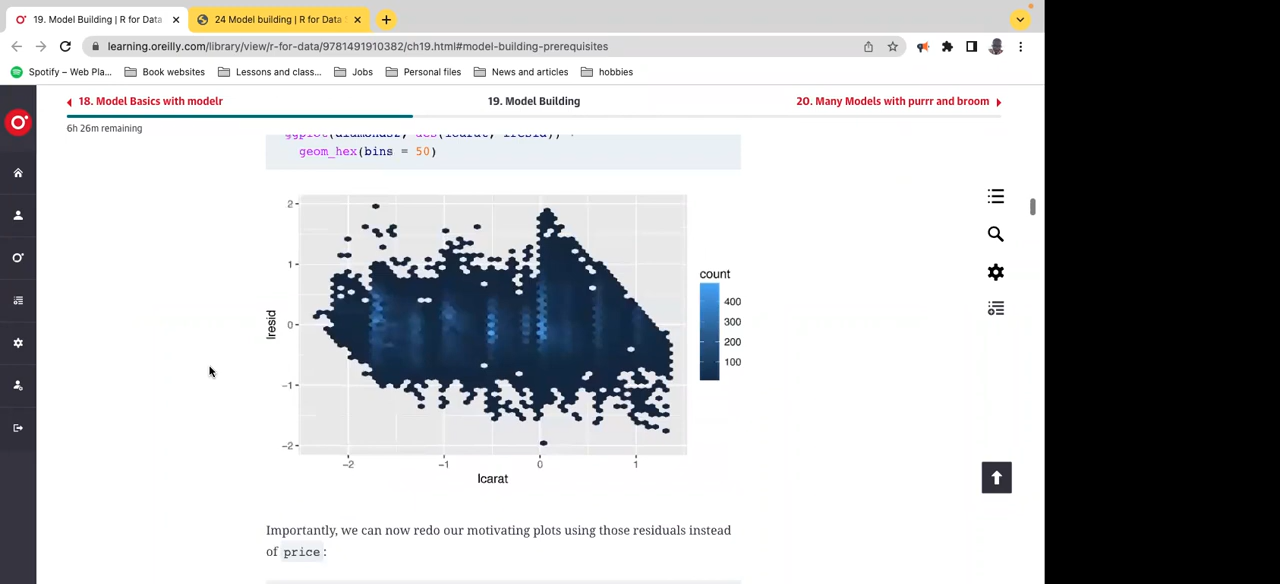 19. Model Building | R for Data
24 Model building | R for Data
learning.oreilly.com/library/view/r-for-data/9781491910382/ch19.html#model-building-prerequisites
Spotify – Web Pla...
Book websites
Lessons and class...
Jobs
Personal files
News and articles
hobbies
18. Model Basics with modelr
19. Model Building
20. Many Models with purrr and broom
6h 26m remaining
geom_hex(bins = 50)
2
1
0
−1
−2
lresid
−2
−1
0
1
lcarat
count
400
300
200
100
Importantly, we can now redo our motivating plots using those residuals instead
of price: